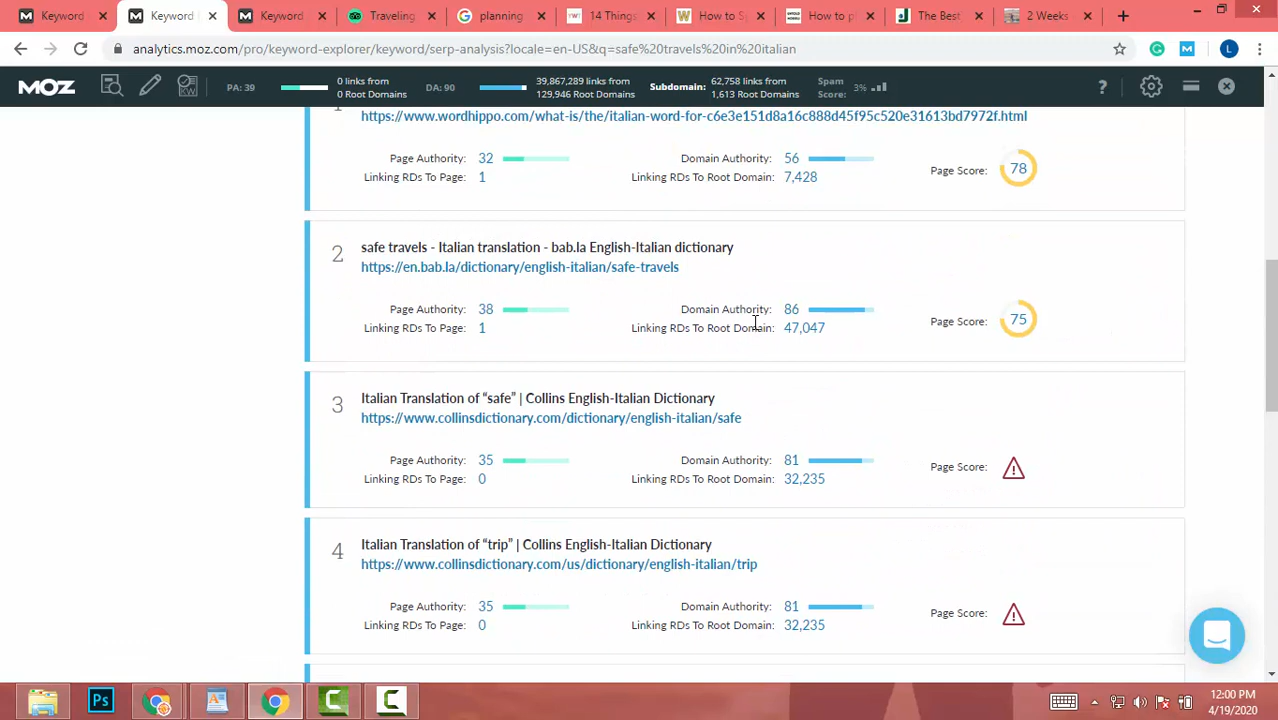 Keyword
Keyword
Keyword
Traveling
planning
14 Things
How to S
How to p
The Best
2 Weeks
analytics.moz.com/pro/keyword-explorer/keyword/serp-analysis?locale=en-US&q=safe%20travels%20in%20italian
L
MOZ
PA: 39
0 links from
0 Root Domains
DA: 90
39,867,289 links from
129,946 Root Domains
Subdomain:
62,758 links from
1,613 Root Domains
Spam
Score:
3%
?
1
https://www.wordhippo.com/what-is/the/italian-word-for-c6e3e151d8a16c888d45f95c520e31613bd7972f.html
Page Authority: 32
Domain Authority: 56
Linking RDs To Page: 1
Linking RDs To Root Domain: 7,428
Page Score: 78
2
safe travels - Italian translation - bab.la English-Italian dictionary
https://en.bab.la/dictionary/english-italian/safe-travels
Page Authority: 38
Domain Authority: 86
Linking RDs To Page: 1
Linking RDs To Root Domain: 47,047
Page Score: 75
3
Italian Translation of “safe” | Collins English-Italian Dictionary
https://www.collinsdictionary.com/dictionary/english-italian/safe
Page Authority: 35
Domain Authority: 81
Linking RDs To Page: 0
Linking RDs To Root Domain: 32,235
Page Score:
4
Italian Translation of “trip” | Collins English-Italian Dictionary
https://www.collinsdictionary.com/us/dictionary/english-italian/trip
Page Authority: 35
Domain Authority: 81
Linking RDs To Page: 0
Linking RDs To Root Domain: 32,235
Page Score:
Ps
12:00 PM
4/19/2020